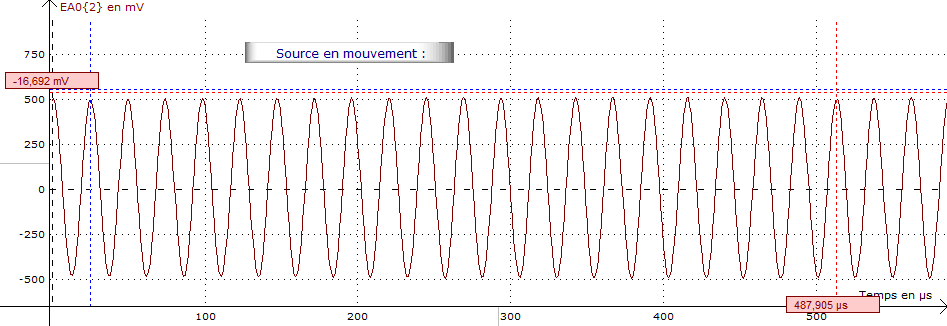 EA0{2} en mV
Source en mouvement :
750
-16,692 mV
500
250
0
-250
-500
Temps en µs
487,905 µs
100
200
300
400
500